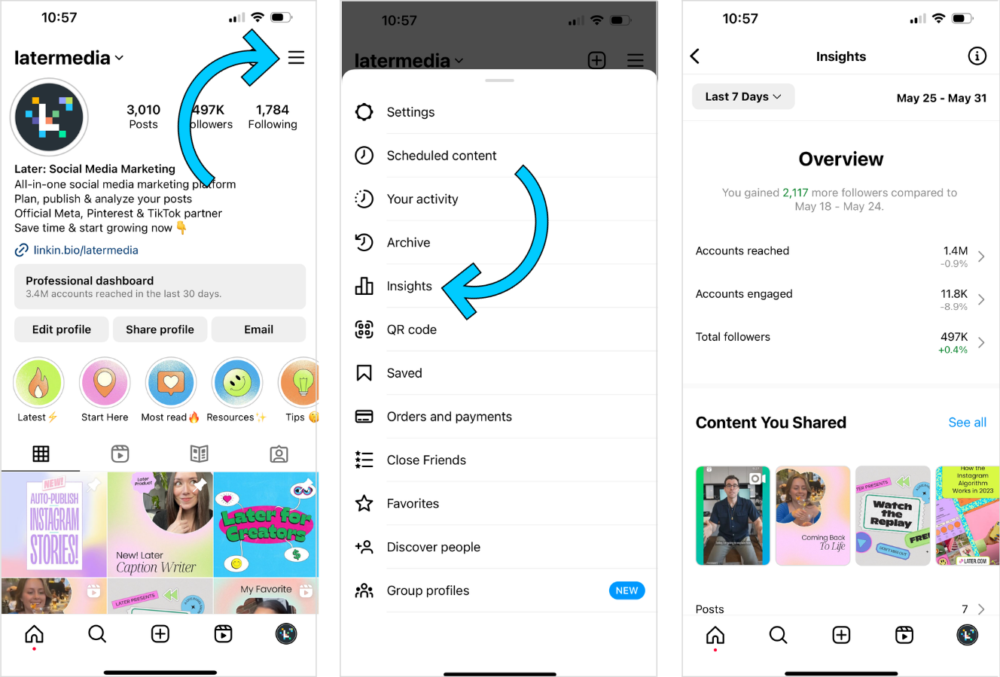 10:57
latermedia
3,010
497K
1,784
Posts
ollowers
Following
Later: Social Media Marketing
All-in-one social media marketing platform
Plan, publish & analyze your posts
Official Meta, Pinterest & TikTok partner
Save time & start growing now 👇
linkin.bio/latermedia
Professional dashboard
3.4M accounts reached in the last 30 days.
Edit profile
Share profile
Email
Latest⚡
Start Here
Most read🔥
Resources✨
Tips
NEW!
AUTO-PUBLISH
INSTAGRAM
STORIES!
Later
Product
New! Later
Caption Writer
Later for
Creators
LATER PRESENTS
My Favorite
10:57
latermedia
Settings
Scheduled content
Your activity
Archive
Insights
QR code
Saved
Orders and payments
Close Friends
Favorites
Discover people
Group profiles
NEW
10:57
Insights
Last 7 Days
May 25 - May 31
Overview
You gained 2,117 more followers compared to
May 18 - May 24.
Accounts reached
1.4M
-0.9%
Accounts engaged
11.8K
-8.9%
Total followers
497K
+0.4%
Content You Shared
See all
Coming Back
To Life
TER PRESENTS
Watch
the
Replay
FREE
DON'T MISS OUT
How the
Instagram
Algorithm
Works in 2023
LATER.COM
Posts
7